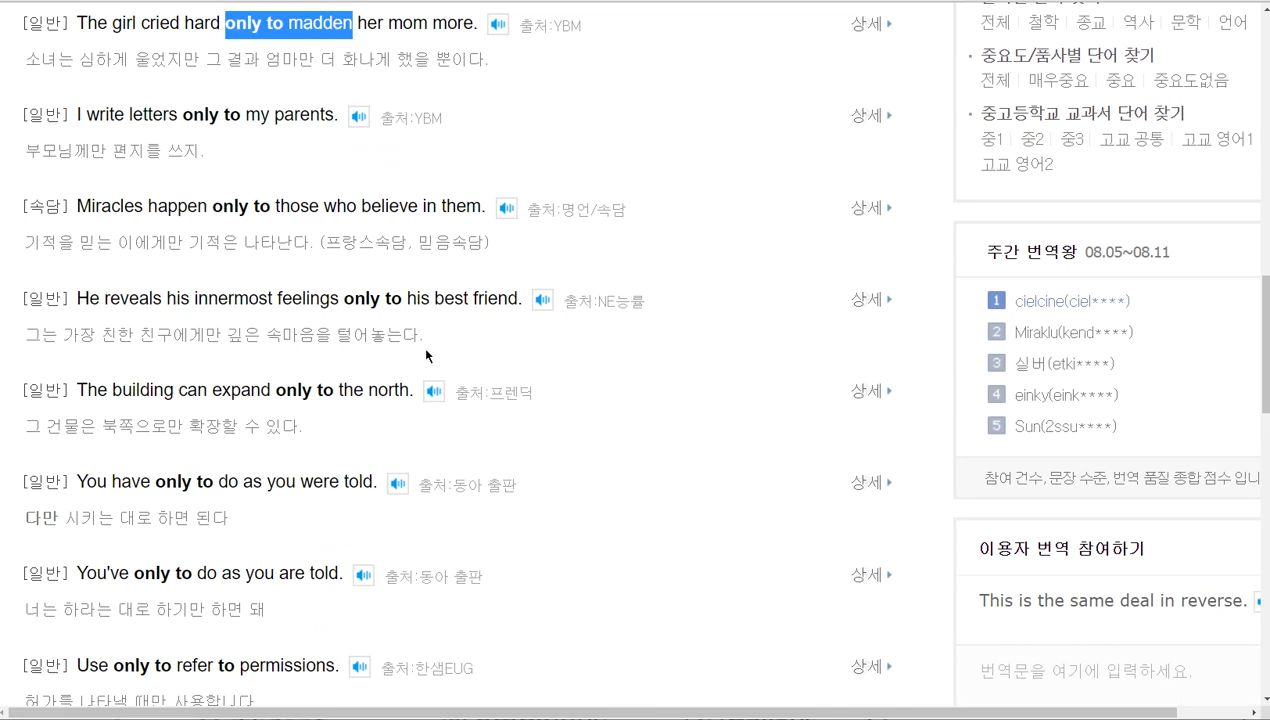 [일반] The girl cried hard only to madden her mom more. 출처:YBM 상세
소녀는 심하게 울었지만 그 결과 엄마만 더 화나게 했을 뿐이다.
[일반] I write letters only to my parents. 출처:YBM 상세
부모님께만 편지를 쓰지.
[속담] Miracles happen only to those who believe in them. 출처:명언/속담 상세
기적을 믿는 이에게만 기적은 나타난다. (프랑스속담, 믿음속담)
[일반] He reveals his innermost feelings only to his best friend. 출처:NE능률 상세
그는 가장 친한 친구에게만 깊은 속마음을 털어놓는다.
[일반] The building can expand only to the north. 출처:프렌딕 상세
그 건물은 북쪽으로만 확장할 수 있다.
[일반] You have only to do as you were told. 출처:동아 출판 상세
다만 시키는 대로 하면 된다
[일반] You've only to do as you are told. 출처:동아 출판 상세
너는 하라는 대로 하기만 하면 돼
[일반] Use only to refer to permissions. 출처:한샘EUG 상세
허가를 나타낼 때만 사용합니다
전체 철학 종교 역사 문학 언어
· 중요도/품사별 단어 찾기
전체 매우중요 중요 중요도없음
· 중고등학교 교과서 단어 찾기
중1 중2 중3 고교 공통 고교 영어1
고교 영어2
주간 번역왕 08.05~08.11
1 cielcine(ciel****)
2 Miraklu(kend****)
3 실버(etki****)
4 einky(eink****)
5 Sun(2ssu****)
참여 건수, 문장 수준, 번역 품질 종합 점수 입니
이용자 번역 참여하기
This is the same deal in reverse.
번역문을 여기에 입력하세요.